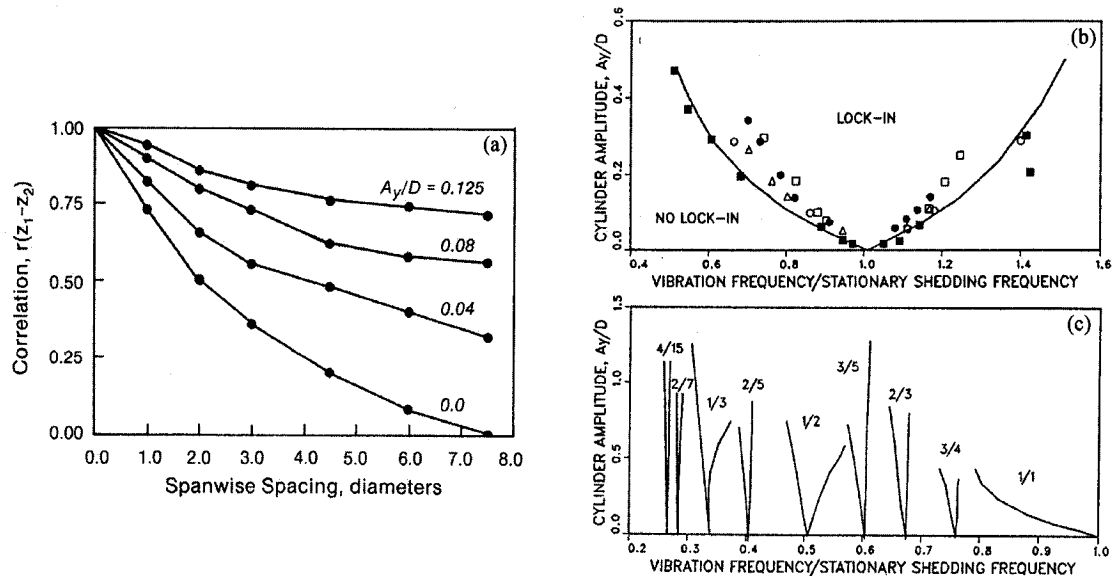 (a)
Correlation, r(z₁-z₂)
1.00
0.75
0.50
0.25
0.00
Ay/D = 0.125
0.08
0.04
0.0
0.0 1.0 2.0 3.0 4.0 5.0 6.0 7.0 8.0
Spanwise Spacing, diameters
(b)
CYLINDER AMPLITUDE, Ay/D
0.6
0.4
0.2
0.0
LOCK-IN
NO LOCK-IN
0.4 0.6 0.8 1.0 1.2 1.4 1.6
VIBRATION FREQUENCY/STATIONARY SHEDDING FREQUENCY
(c)
CYLINDER AMPLITUDE, Ay/D
1.5
1.0
0.5
0.0
4/15
2/7
1/3
2/5
1/2
3/5
2/3
3/4
1/1
0.2 0.3 0.4 0.5 0.6 0.7 0.8 0.9 1.0
VIBRATION FREQUENCY/STATIONARY SHEDDING FREQUENCY